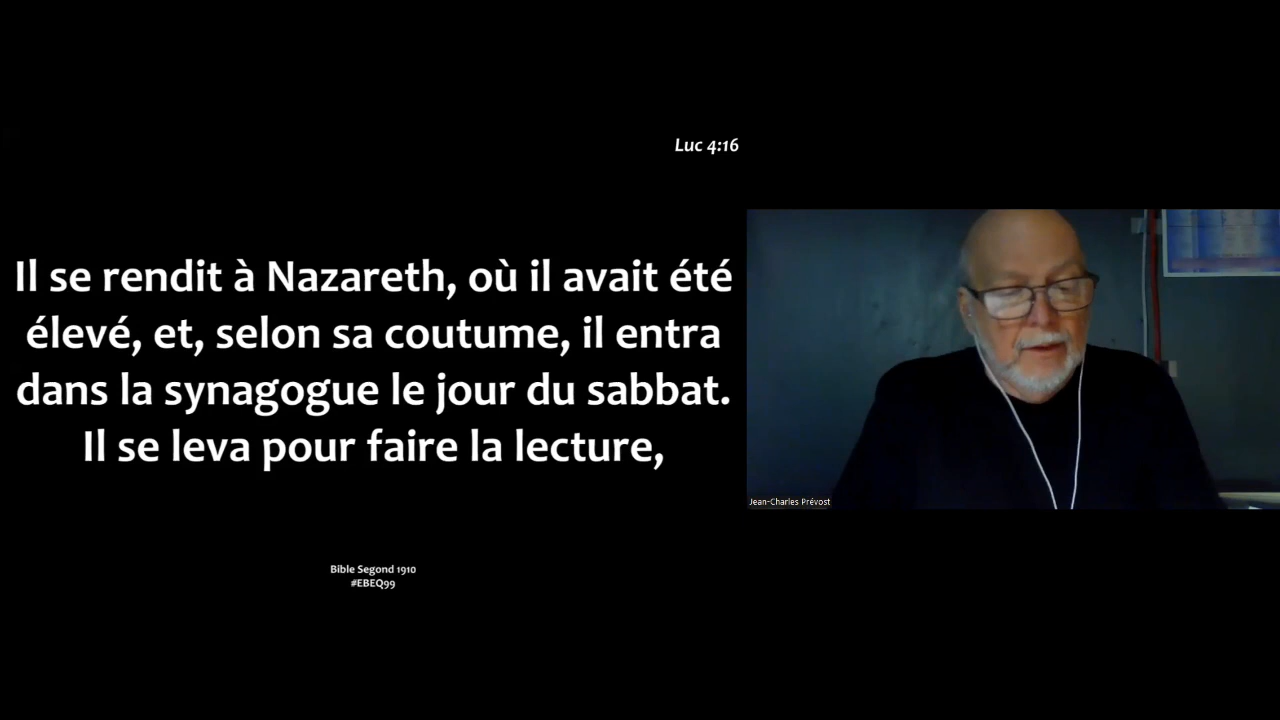 Luc 4:16
Il se rendit à Nazareth, où il avait été
élevé, et, selon sa coutume, il entra
dans la synagogue le jour du sabbat.
Il se leva pour faire la lecture,
Jean-Charles Prévost
Bible Segond 1910
#EBEQ99